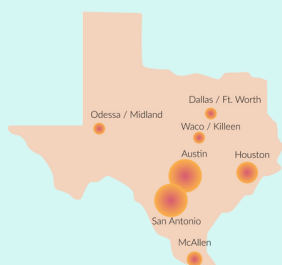 Dallas / Ft. Worth
Odessa / Midland
Waco / Killeen
Austin
Houston
San Antonio
McAllen